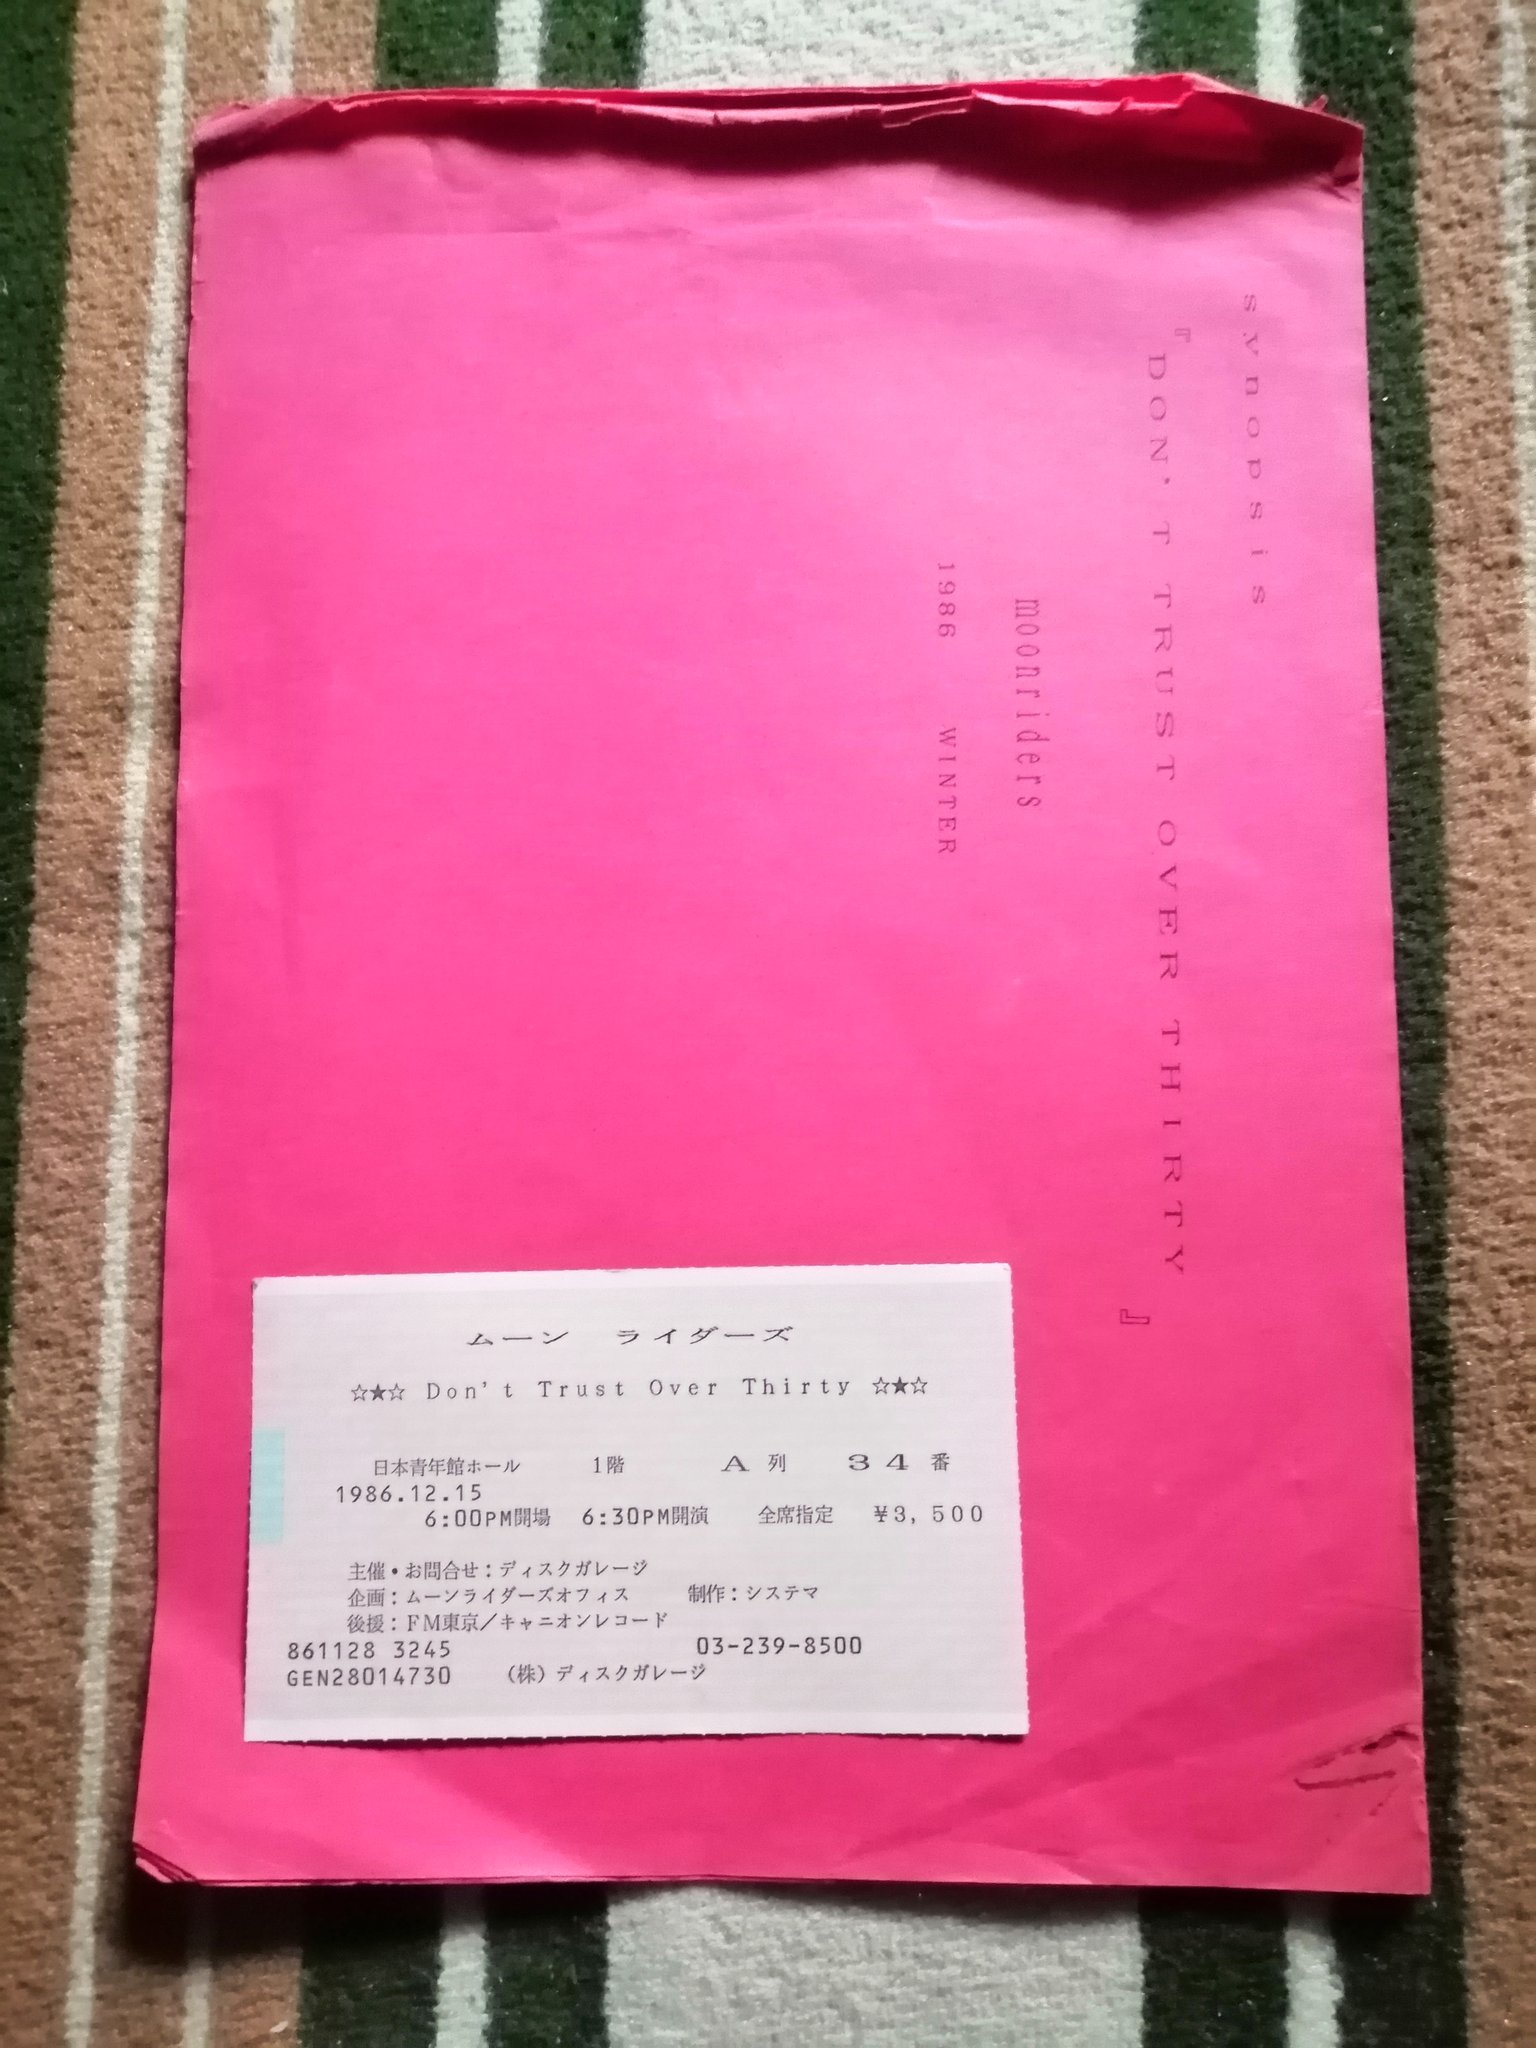 synopsis
『DON'T TRUST OVER THIRTY』
moonriders
1986 WINTER
ムーン ライダーズ
☆★☆ Don't Trust Over Thirty ☆★☆
日本青年館ホール 1階 A列 34番
1986.12.15
6:00PM開場 6:30PM開演 全席指定 ¥3,500
主催・お問合せ：ディスクガレージ
企画：ムーンライダーズオフィス 制作：システマ
後援：FM東京／キャニオンレコード
861128 3245 03-239-8500
GEN28014730 （株）ディスクガレージ